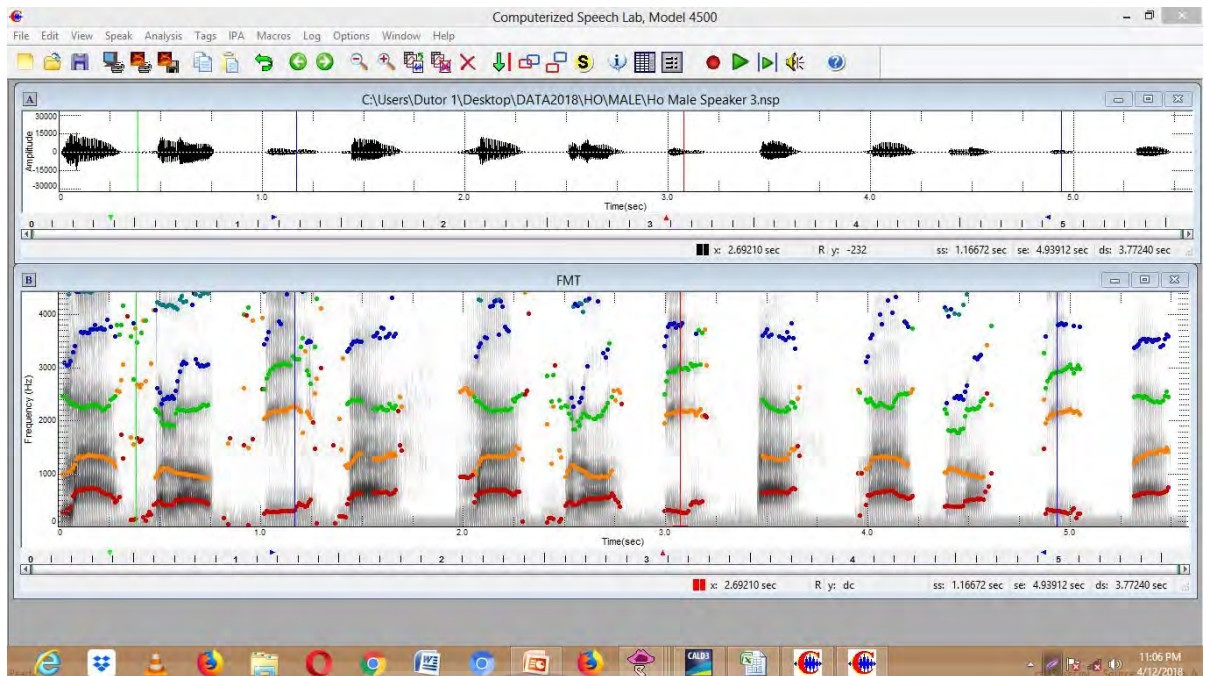 Computerized Speech Lab, Model 4500
File Edit View Speak Analysis Tags IPA Macros Log Options Window Help
A
C:\Users\Dutor 1\Desktop\DATA2018\HO\MALE\Ho Male Speaker 3.nsp
30000
15000
0
-15000
-30000
Amplitude
0 1.0 2.0 3.0 4.0 5.0
Time(sec)
0 1 2 3 4 5
x: 2.69210 sec R y: -232 ss: 1.16672 sec se: 4.93912 sec ds: 3.77240 sec
B
FMT
4000
3000
2000
1000
0
Frequency (Hz)
0 1.0 2.0 3.0 4.0 5.0
Time(sec)
0 1 2 3 4 5
x: 2.69210 sec R y: dc ss: 1.16672 sec se: 4.93912 sec ds: 3.77240 sec
CALD3
11:06 PM
4/12/2018